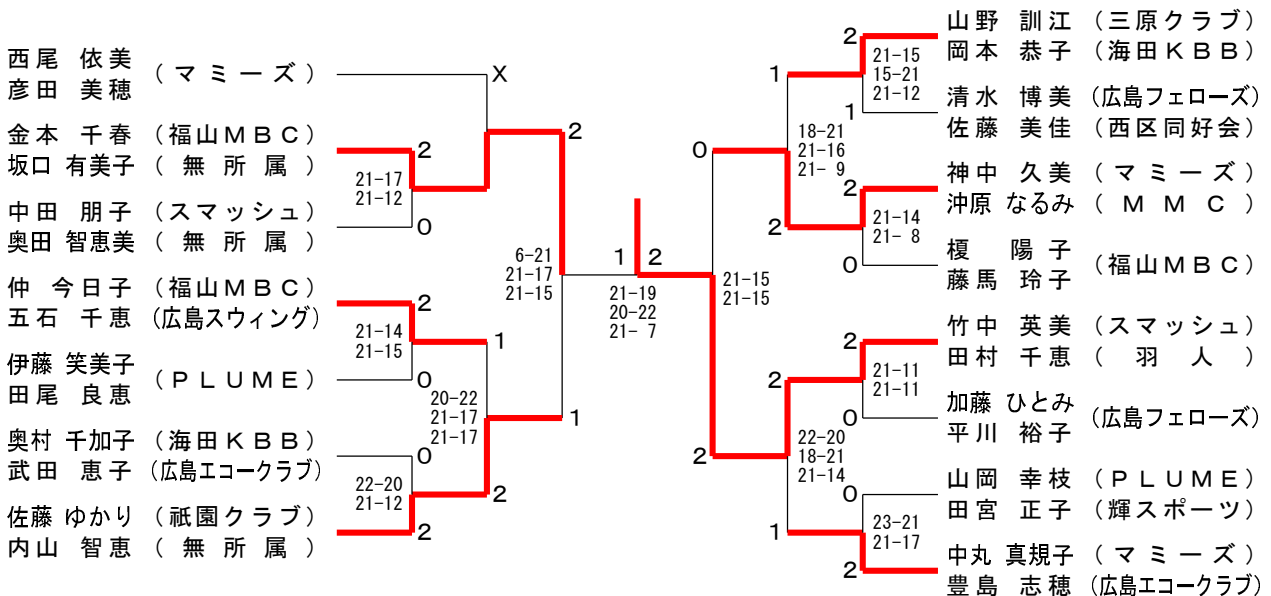 西尾 依美
彦田 美穂
(マミーズ)
X
金本 千春 (福山MBC)
坂口 有美子 (無所属)
2
21-17
21-12
中田 朋子 (スマッシュ)
奥田 智恵美 (無所属)
0
2
6-21
21-17
21-15
仲 今日子 (福山MBC)
五石 千恵 (広島スウィング)
2
21-14
21-15
伊藤 笑美子
田尾 良恵
(PLUME)
0
1
20-22
21-17
21-17
奥村 千加子 (海田KBB)
武田 恵子 (広島エコークラブ)
0
22-20
21-12
佐藤 ゆかり (祇園クラブ)
内山 智恵 (無所属)
2
2
1
1 2
21-19
20-22
21- 7
山野 訓江 (三原クラブ)
岡本 恭子 (海田KBB)
2
21-15
15-21
21-12
清水 博美 (広島フェローズ)
佐藤 美佳 (西区同好会)
1
1
18-21
21-16
21- 9
神中 久美 (マミーズ)
沖原 なるみ (MMC)
2
21-14
21- 8
榎 陽子
藤馬 玲子
(福山MBC)
0
2
0
21-15
21-15
竹中 英美 (スマッシュ)
田村 千恵 (羽人)
2
21-11
21-11
加藤 ひとみ
平川 裕子
(広島フェローズ)
0
2
22-20
18-21
21-14
山岡 幸枝 (PLUME)
田宮 正子 (輝スポーツ)
0
23-21
21-17
中丸 真規子 (マミーズ)
豊島 志穂 (広島エコークラブ)
2
1
2